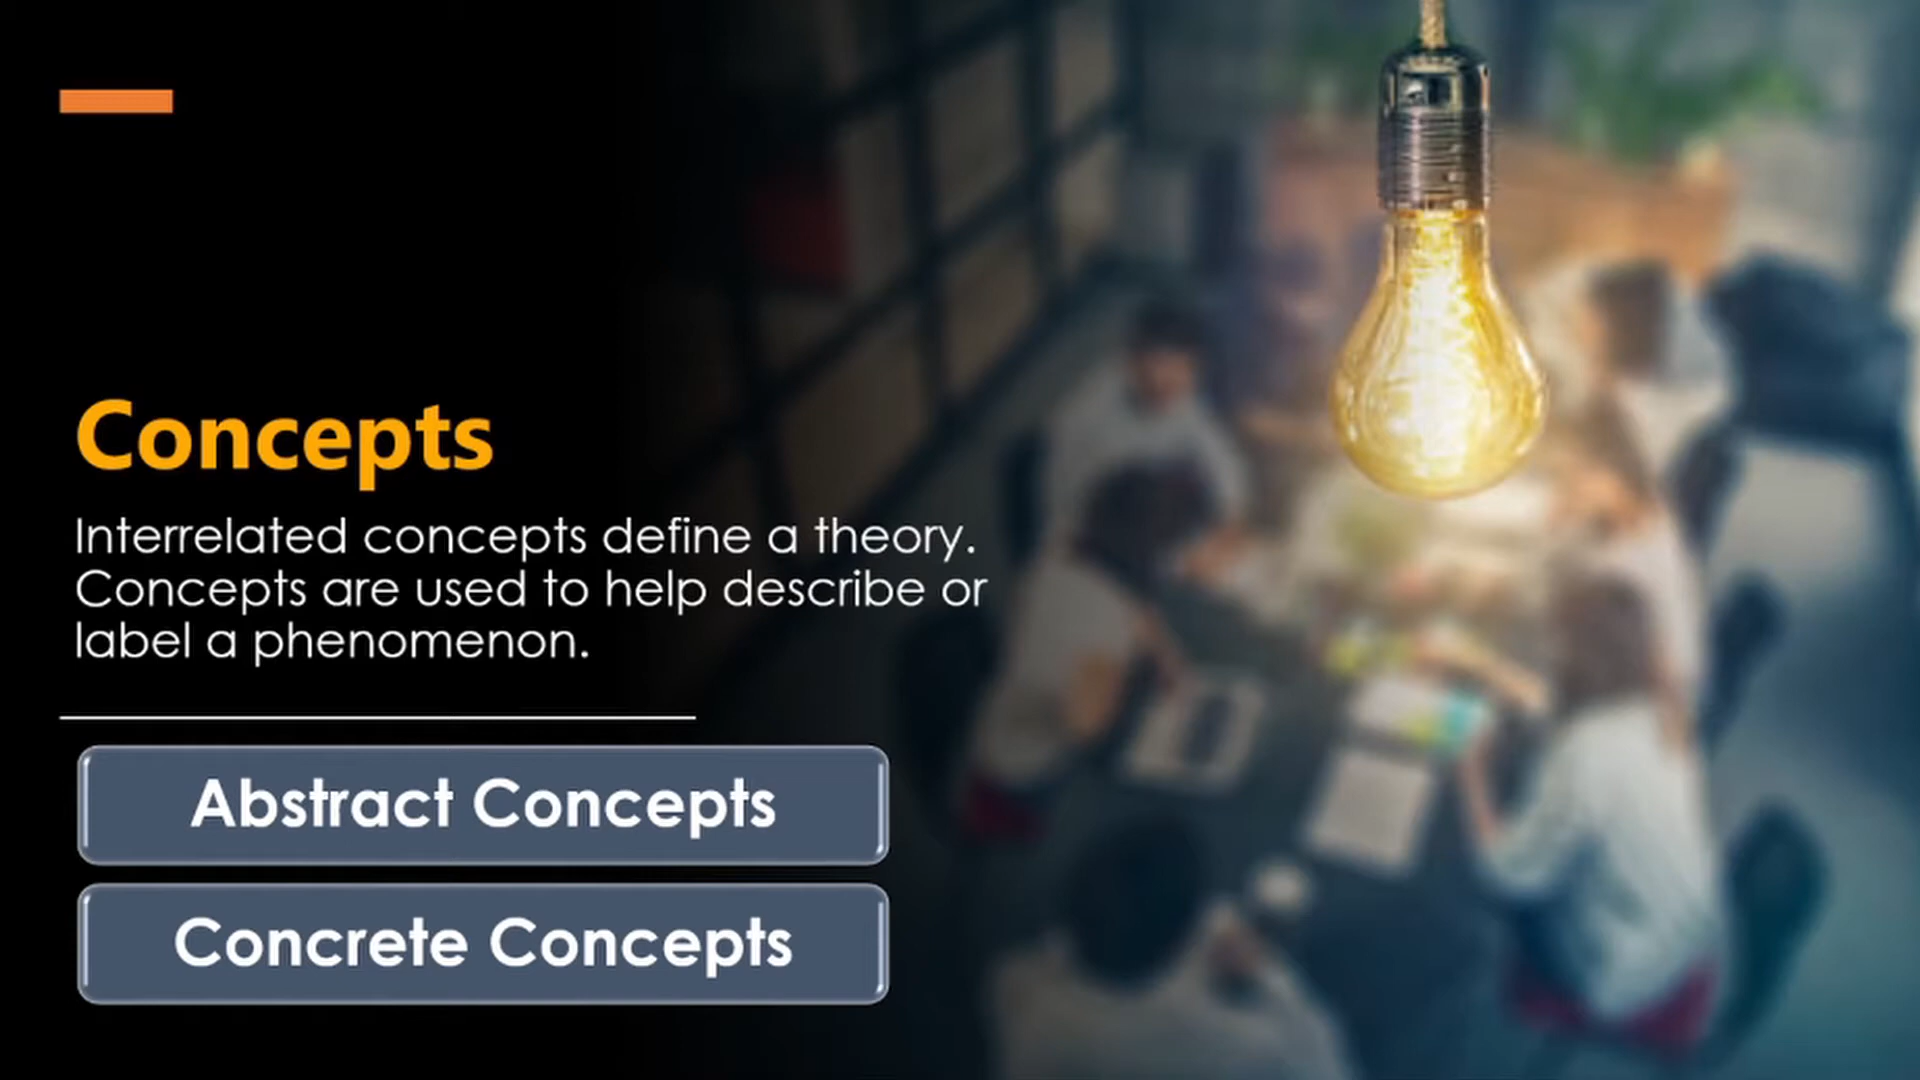 Concepts
Interrelated concepts define a theory.
Concepts are used to help describe or
label a phenomenon.
Abstract Concepts
Concrete Concepts